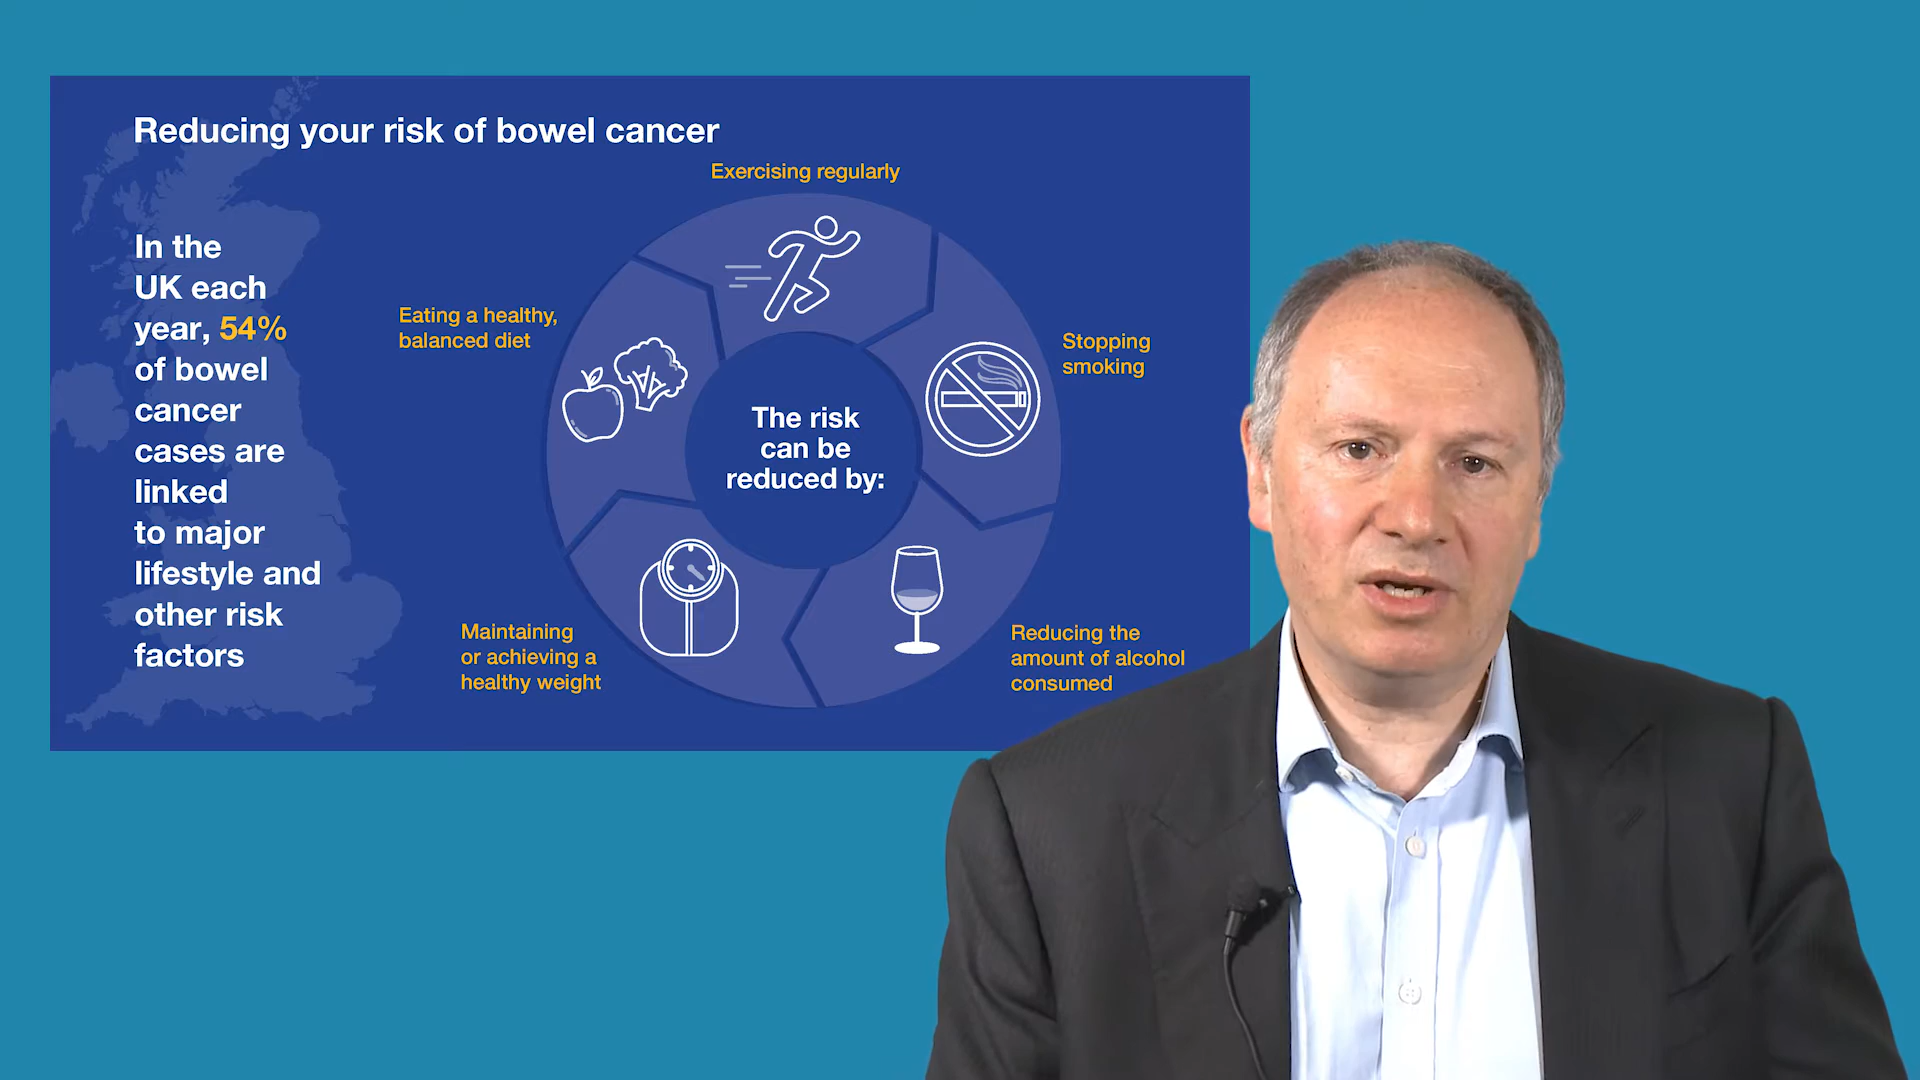 Reducing your risk of bowel cancer
In the
UK each
year, 54%
of bowel
cancer
cases are
linked
to major
lifestyle and
other risk
factors
Exercising regularly
Stopping
smoking
Reducing the
amount of alcohol
consumed
Maintaining
or achieving a
healthy weight
Eating a healthy,
balanced diet
The risk
can be
reduced by: